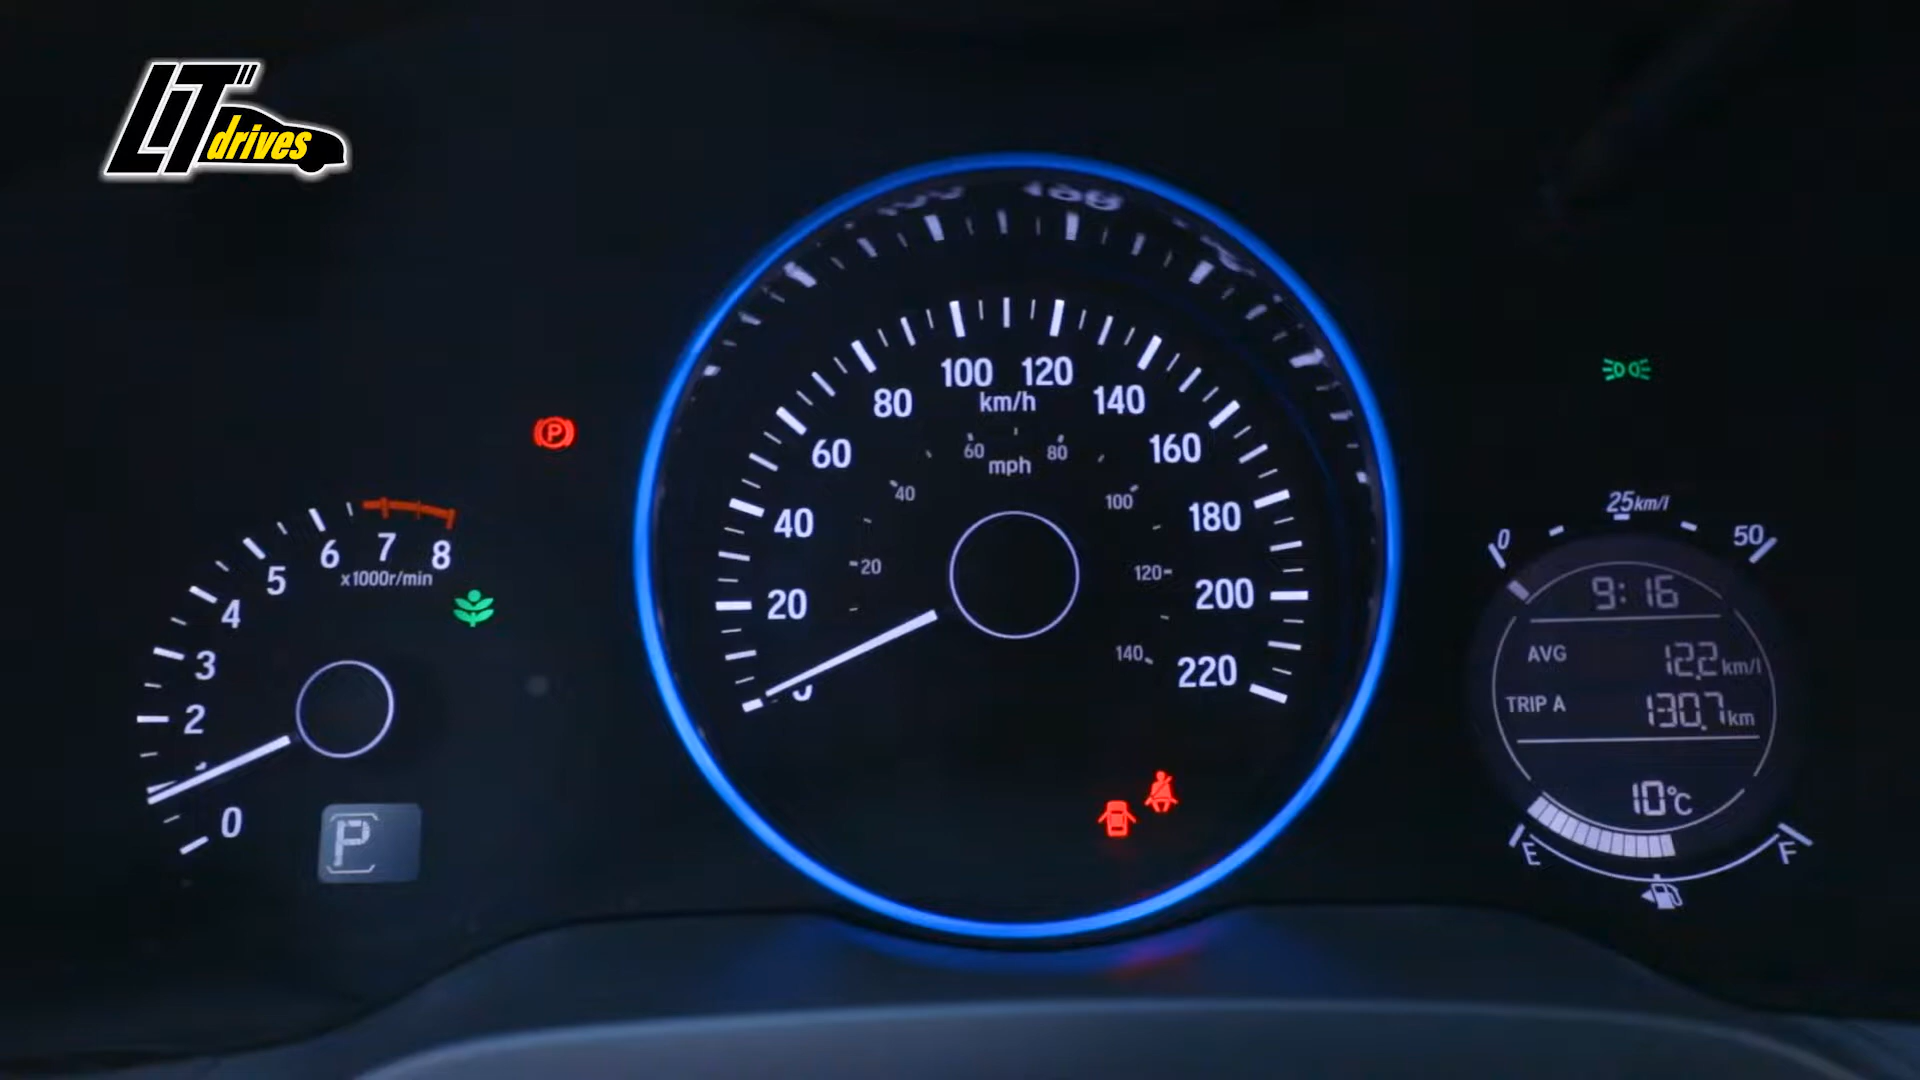 LTT
drives
0
2
3
4
5
6
7
8
x1000r/min
P
P
20
40
60
80
100
120
140
160
180
200
220
km/h
20
40
60
80
100
120
140
mph
0
25km/l
50
9:16
AVG 12.2km/l
TRIP A 130.7km
10°C
E
F